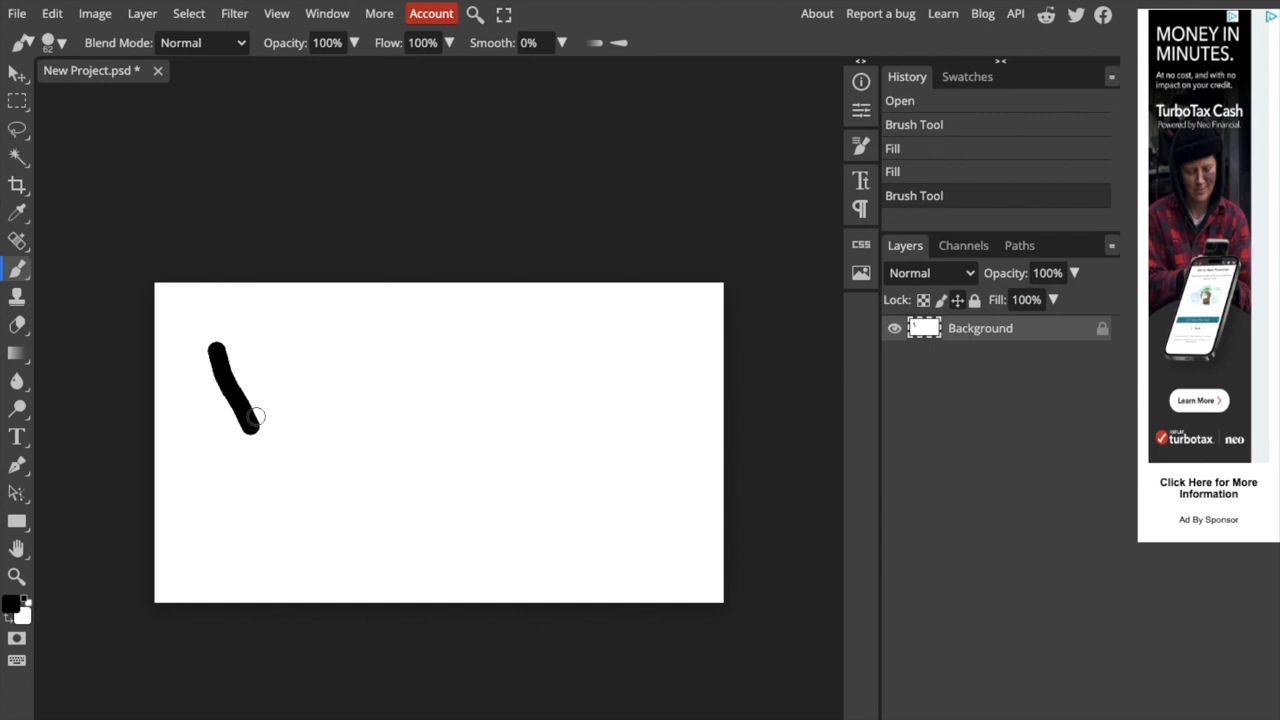 File Edit Image Layer Select Filter View Window More Account About Report a bug Learn Blog API
62 Blend Mode: Normal Opacity: 100% Flow: 100% Smooth: 0%
New Project.psd *
< > > <
History Swatches
Open
Brush Tool
Fill
Fill
Brush Tool
Layers Channels Paths
Normal Opacity: 100%
Lock: Fill: 100%
Background
CSS
MONEY IN
MINUTES.
At no cost, and with no
impact on your credit.
TurboTax Cash
Powered by Neo Financial.
Learn More
intuit
turbotax neo
Click Here for More
Information
Ad By Sponsor